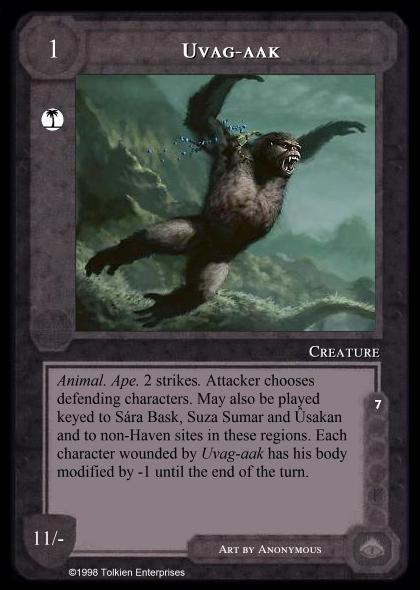 1
UVAG-AAK
CREATURE
Animal. Ape. 2 strikes. Attacker chooses
defending characters. May also be played
keyed to Sára Bask, Suza Sumar and Ûsakan
and to non-Haven sites in these regions. Each
character wounded by Uvag-aak has his body
modified by -1 until the end of the turn.
7
11/-
ART BY ANONYMOUS
©1998 Tolkien Enterprises